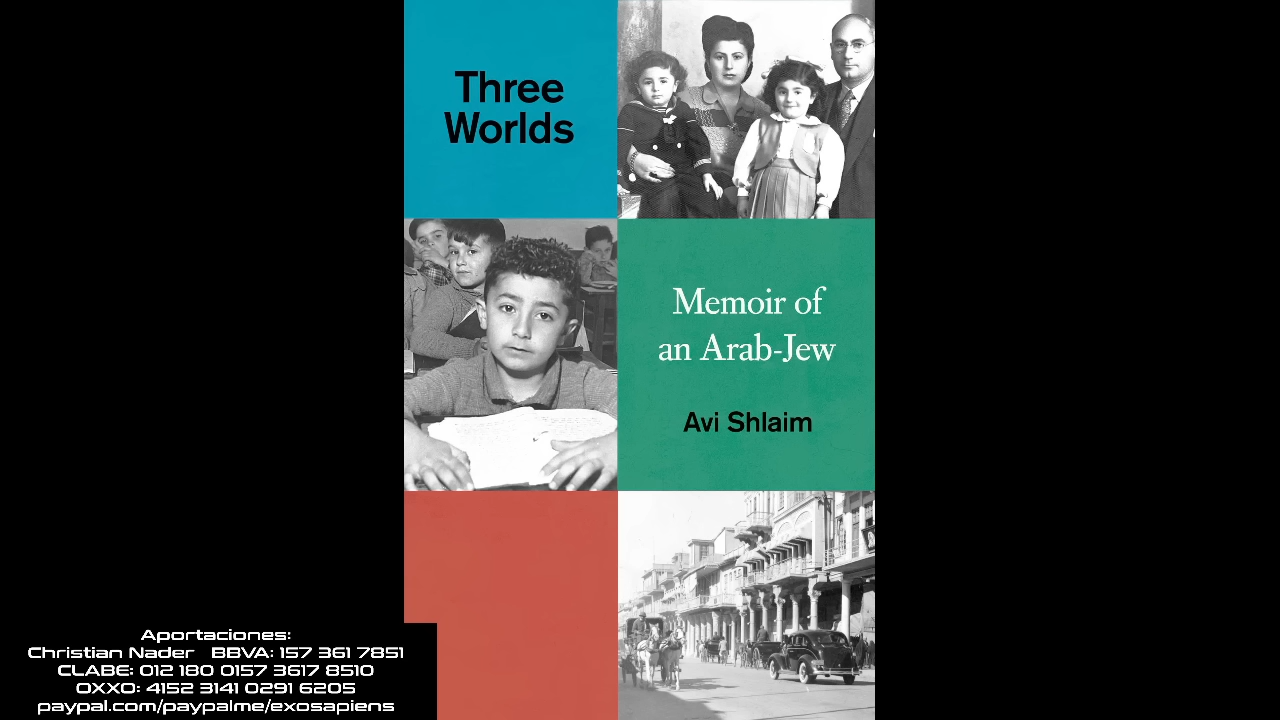 Three
Worlds
Memoir of
an Arab-Jew
Avi Shlaim
Aportaciones:
Christian Nader BBVA: 157 361 7851
CLABE: 012 180 0157 3617 8510
OXXO: 4152 3141 0291 6205
paypal.com/paypalme/exosapiens